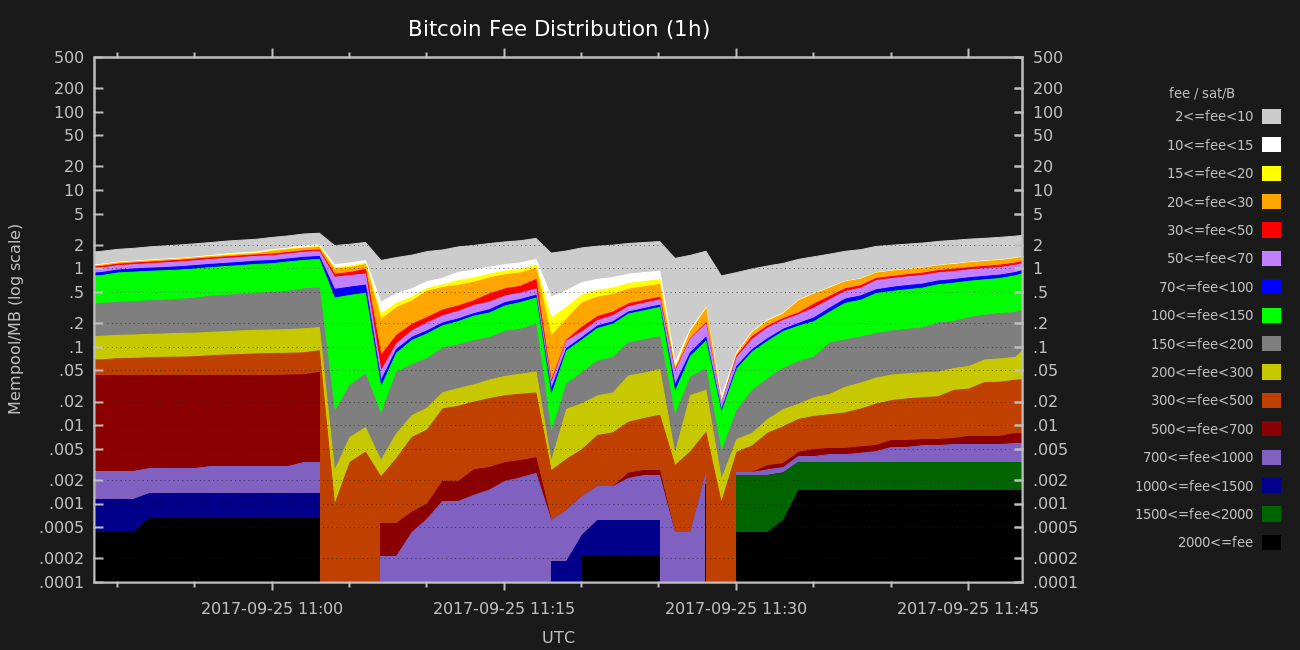 Bitcoin Fee Distribution (1h)
500
200
100
50
20
10
5
2
1
.5
.2
.1
.05
.02
.01
.005
.002
.001
.0005
.0002
.0001
Mempool/MB (log scale)
500
200
100
50
20
10
5
2
1
.5
.2
.1
.05
.02
.01
.005
.002
.001
.0005
.0002
.0001
2017-09-25 11:00 2017-09-25 11:15 2017-09-25 11:30 2017-09-25 11:45
UTC
fee / sat/B
2<=fee<10
10<=fee<15
15<=fee<20
20<=fee<30
30<=fee<50
50<=fee<70
70<=fee<100
100<=fee<150
150<=fee<200
200<=fee<300
300<=fee<500
500<=fee<700
700<=fee<1000
1000<=fee<1500
1500<=fee<2000
2000<=fee